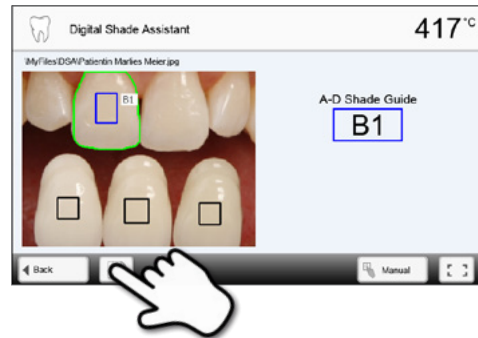 Digital Shade Assistant
417°C
\MyFiles\DSA\Patientin Marlies Meier.jpg
B1
A-D Shade Guide
B1
Back
Manual